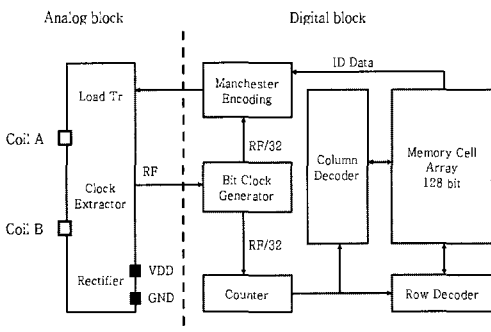 Analog block
Digital block
Load Tr
Manchester
Encoding
ID Data
RF/32
Coil A
Column
Decoder
Memory Cell
Array
128 bit
RF
Clock
Extractor
Bit Clock
Generator
Coil B
RF/32
Rectifier
VDD
GND
Counter
Row Decoder